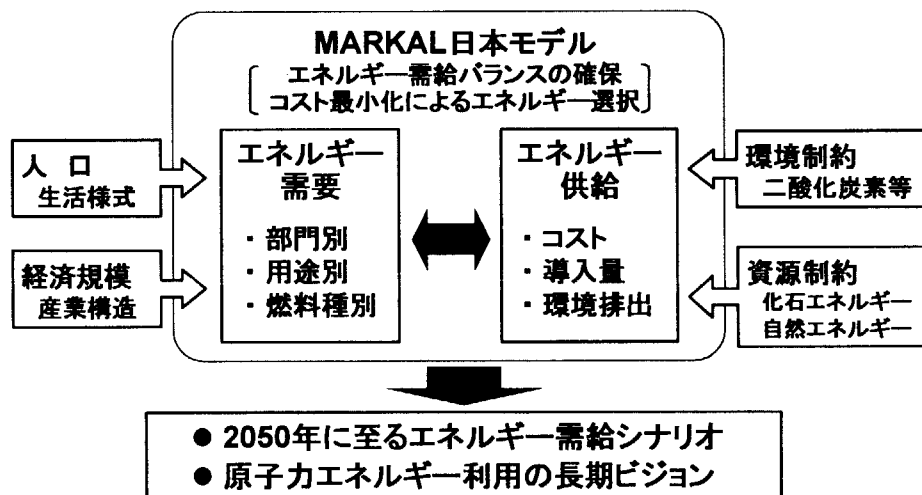 MARKAL日本モデル
エネルギー需給バランスの確保
コスト最小化によるエネルギー選択
人 口
生活様式
経済規模
産業構造
エネルギー
需要
・部門別
・用途別
・燃料種別
エネルギー
供給
・コスト
・導入量
・環境排出
環境制約
二酸化炭素等
資源制約
化石エネルギー
自然エネルギー
● 2050年に至るエネルギー需給シナリオ
● 原子力エネルギー利用の長期ビジョン